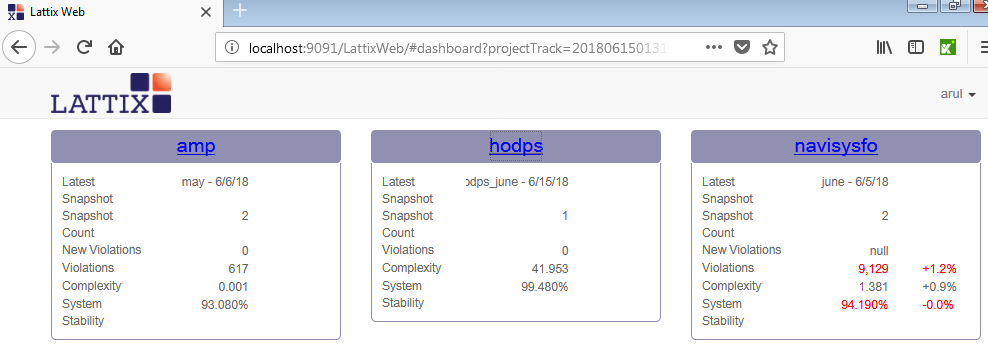 Lattix Web
localhost:9091/LattixWeb/#dashboard?projectTrack=201806150131
LATTIX
arul
amp
Latest Snapshot may - 6/6/18
Snapshot Count 2
New Violations 0
Violations 617
Complexity 0.001
System Stability 93.080%
hodps
Latest Snapshot odps_june - 6/15/18
Snapshot Count 1
Violations 0
Complexity 41.953
System Stability 99.480%
navisysfo
Latest Snapshot june - 6/5/18
Snapshot Count 2
New Violations null
Violations 9,129 +1.2%
Complexity 1.381 +0.9%
System Stability 94.190% -0.0%